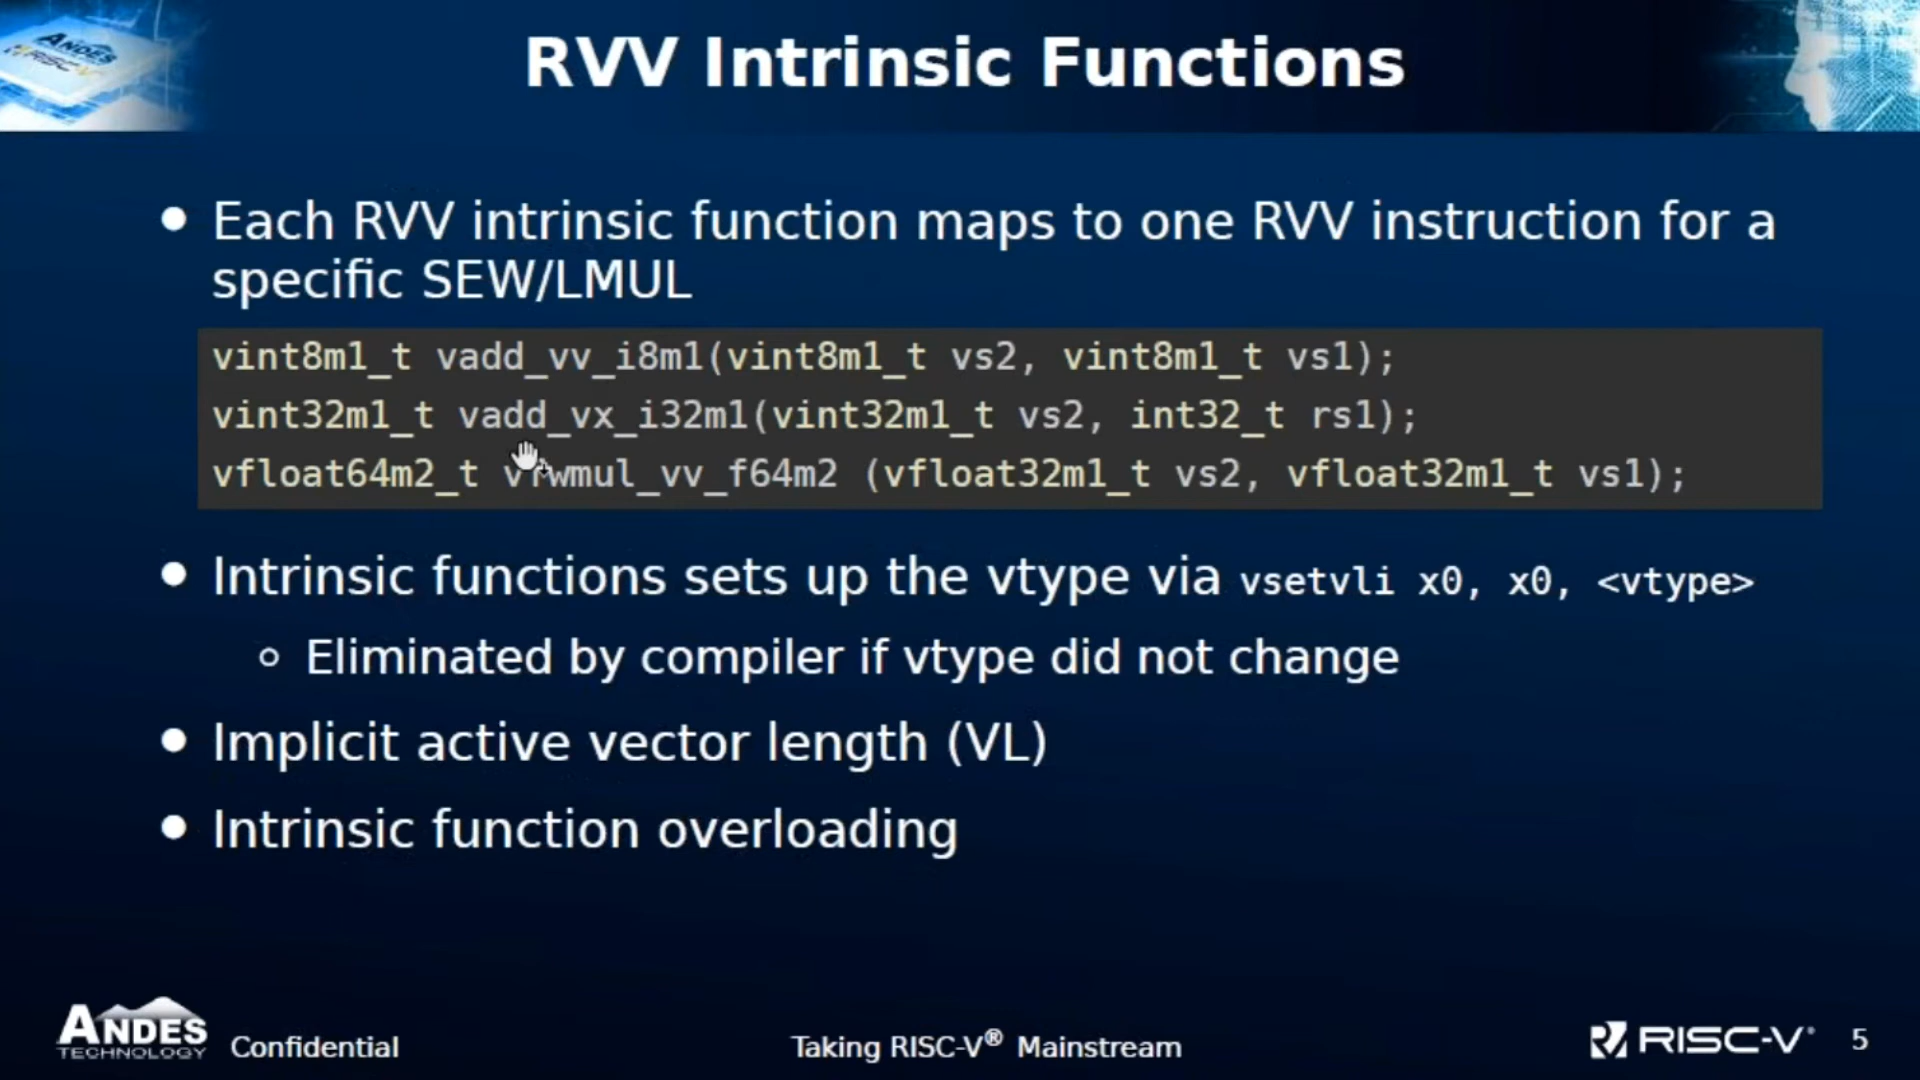 ANDES
RISC-V
RVV Intrinsic Functions
Each RVV intrinsic function maps to one RVV instruction for a
specific SEW/LMUL
vint8m1_t vadd_vv_i8m1(vint8m1_t vs2, vint8m1_t vs1);
vint32m1_t vadd_vx_i32m1(vint32m1_t vs2, int32_t rs1);
vfloat64m2_t vfwmul_vv_f64m2 (vfloat32m1_t vs2, vfloat32m1_t vs1);
Intrinsic functions sets up the vtype via vsetvli x0, x0, <vtype>
Eliminated by compiler if vtype did not change
Implicit active vector length (VL)
Intrinsic function overloading
ANDES
TECHNOLOGY
Confidential
Taking RISC-V® Mainstream
RISC-V®
5